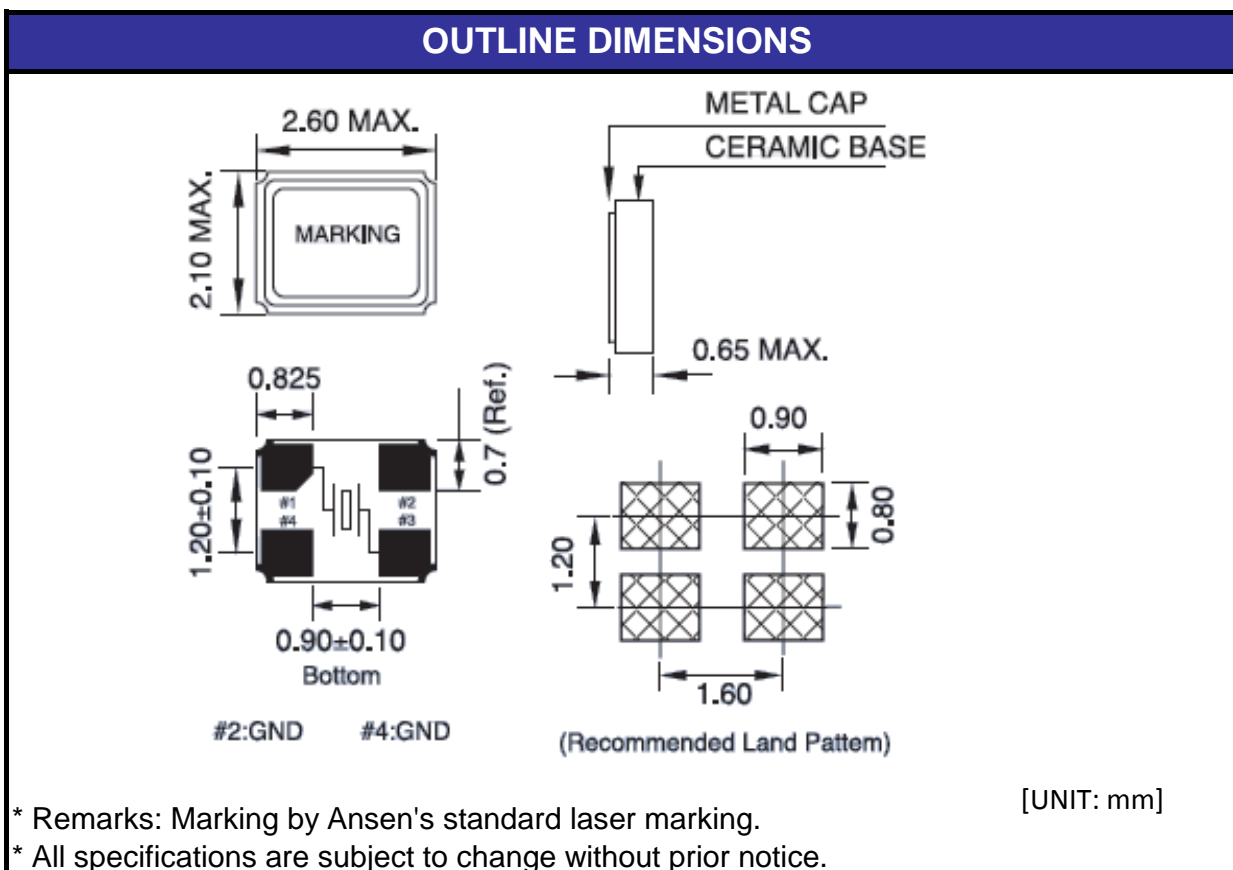 OUTLINE DIMENSIONS
2.60 MAX.
2.10 MAX.
MARKING
METAL CAP
CERAMIC BASE
0.65 MAX.
0.825
0.7 (Ref.)
1.20±0.10
#1
#2
#4
#3
0.90±0.10
Bottom
#2:GND #4:GND
0.90
0.80
1.20
1.60
(Recommended Land Pattern)
[UNIT: mm]
* Remarks: Marking by Ansen's standard laser marking.
* All specifications are subject to change without prior notice.